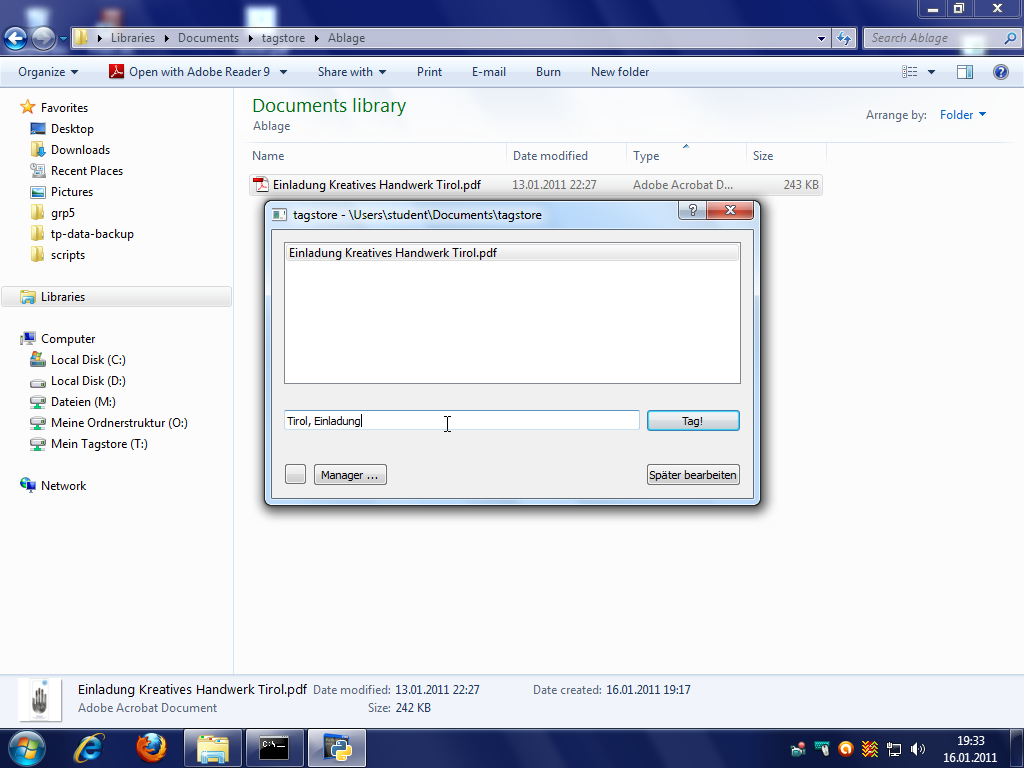 Libraries ▸ Documents ▸ tagstore ▸ Ablage
Search Ablage
Organize Open with Adobe Reader 9 Share with Print E-mail Burn New folder
Favorites
Desktop
Downloads
Recent Places
Pictures
grp5
tp-data-backup
scripts
Libraries
Computer
Local Disk (C:)
Local Disk (D:)
Dateien (M:)
Meine Ordnerstruktur (O:)
Mein Tagstore (T:)
Network
Documents library
Ablage
Arrange by: Folder
Name Date modified Type Size
Einladung Kreatives Handwerk Tirol.pdf 13.01.2011 22:27 Adobe Acrobat D... 243 KB
tagstore - \Users\student\Documents\tagstore
Einladung Kreatives Handwerk Tirol.pdf
Tirol, Einladung
Tag!
Manager ...
Später bearbeiten
Einladung Kreatives Handwerk Tirol.pdf Date modified: 13.01.2011 22:27 Date created: 16.01.2011 19:17
Adobe Acrobat Document Size: 242 KB
C:\.
19:33
16.01.2011